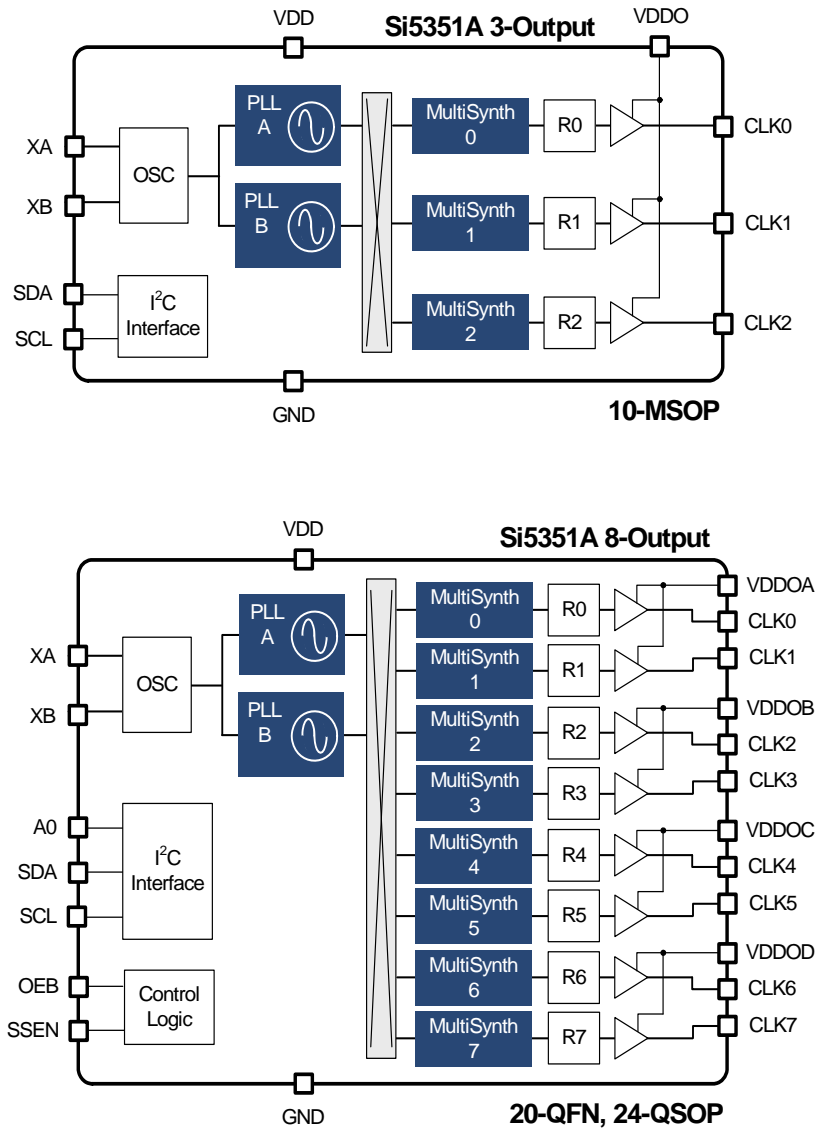 VDD
Si5351A 3-Output
VDDO
PLL
A
MultiSynth
0
R0
CLK0
XA
OSC
XB
PLL
B
MultiSynth
1
R1
CLK1
SDA
I²C
Interface
SCL
MultiSynth
2
R2
CLK2
GND
10-MSOP
VDD
Si5351A 8-Output
PLL
A
MultiSynth
0
R0
VDDOA
CLK0
XA
OSC
XB
MultiSynth
1
R1
CLK1
PLL
B
MultiSynth
2
R2
VDDOB
CLK2
MultiSynth
3
R3
CLK3
A0
SDA
SCL
I²C
Interface
MultiSynth
4
R4
VDDOC
CLK4
MultiSynth
5
R5
CLK5
OEB
SSEN
Control
Logic
MultiSynth
6
R6
VDDOD
CLK6
MultiSynth
7
R7
CLK7
GND
20-QFN, 24-QSOP